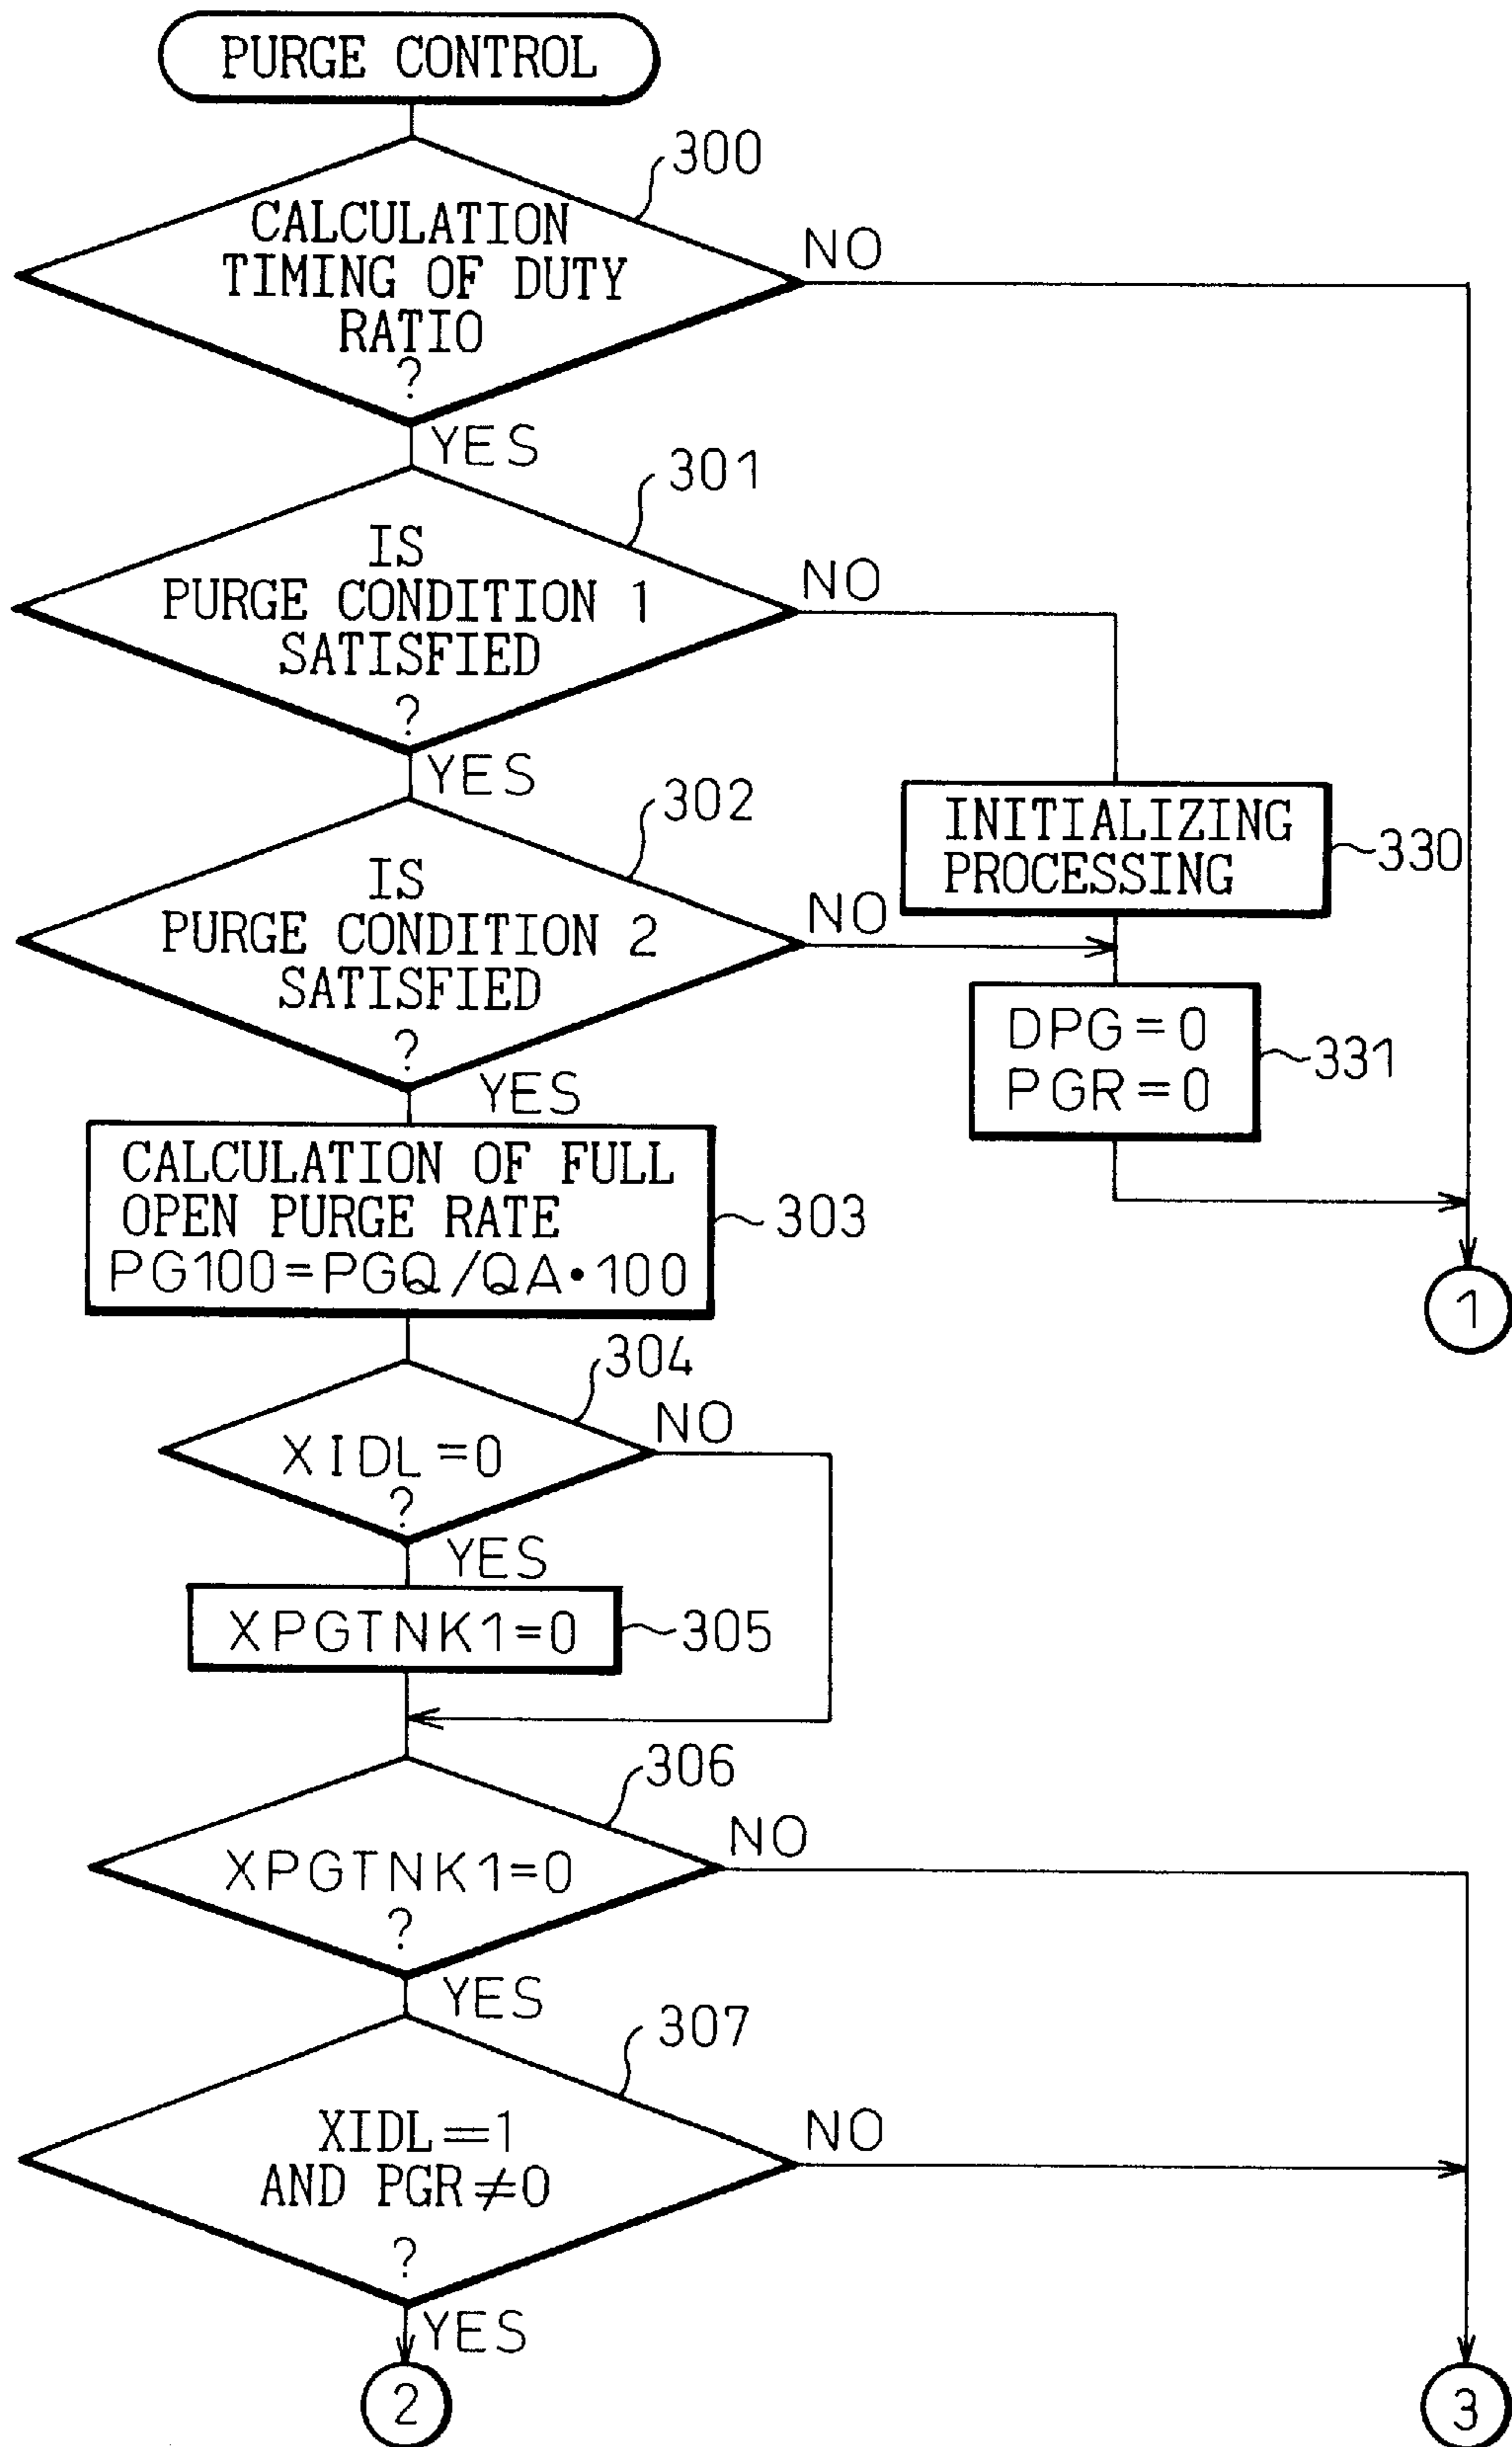 PURGE CONTROL
300
CALCULATION
TIMING OF DUTY
RATIO
?
NO
YES
301
IS
PURGE CONDITION 1
SATISFIED
?
NO
YES
302
IS
PURGE CONDITION 2
SATISFIED
?
NO
YES
INITIALIZING
PROCESSING
330
DPG=0
PGR=0
331
CALCULATION OF FULL
OPEN PURGE RATE
PG100=PGQ/QA•100
303
1
304
XIDL=0
?
NO
YES
XPGTNK1=0
305
306
XPGTNK1=0
?
NO
YES
307
XIDL=1
AND PGR≠0
?
NO
YES
2
3